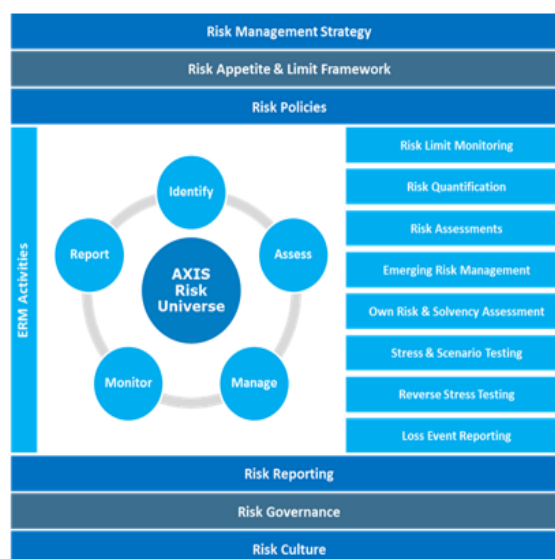 Risk Management Strategy
Risk Appetite & Limit Framework
Risk Policies
ERM Activities
Identify
Assess
Manage
Monitor
Report
AXIS
Risk
Universe
Risk Limit Monitoring
Risk Quantification
Risk Assessments
Emerging Risk Management
Own Risk & Solvency Assessment
Stress & Scenario Testing
Reverse Stress Testing
Loss Event Reporting
Risk Reporting
Risk Governance
Risk Culture